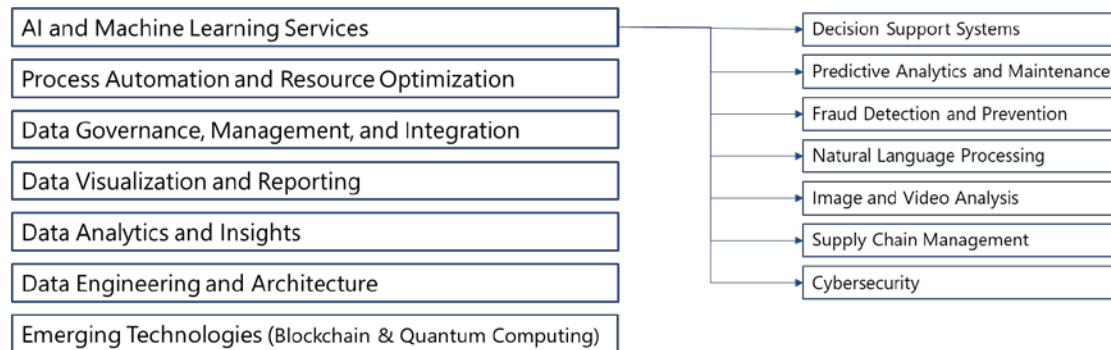 AI and Machine Learning Services
Process Automation and Resource Optimization
Data Governance, Management, and Integration
Data Visualization and Reporting
Data Analytics and Insights
Data Engineering and Architecture
Emerging Technologies (Blockchain & Quantum Computing)
Decision Support Systems
Predictive Analytics and Maintenance
Fraud Detection and Prevention
Natural Language Processing
Image and Video Analysis
Supply Chain Management
Cybersecurity